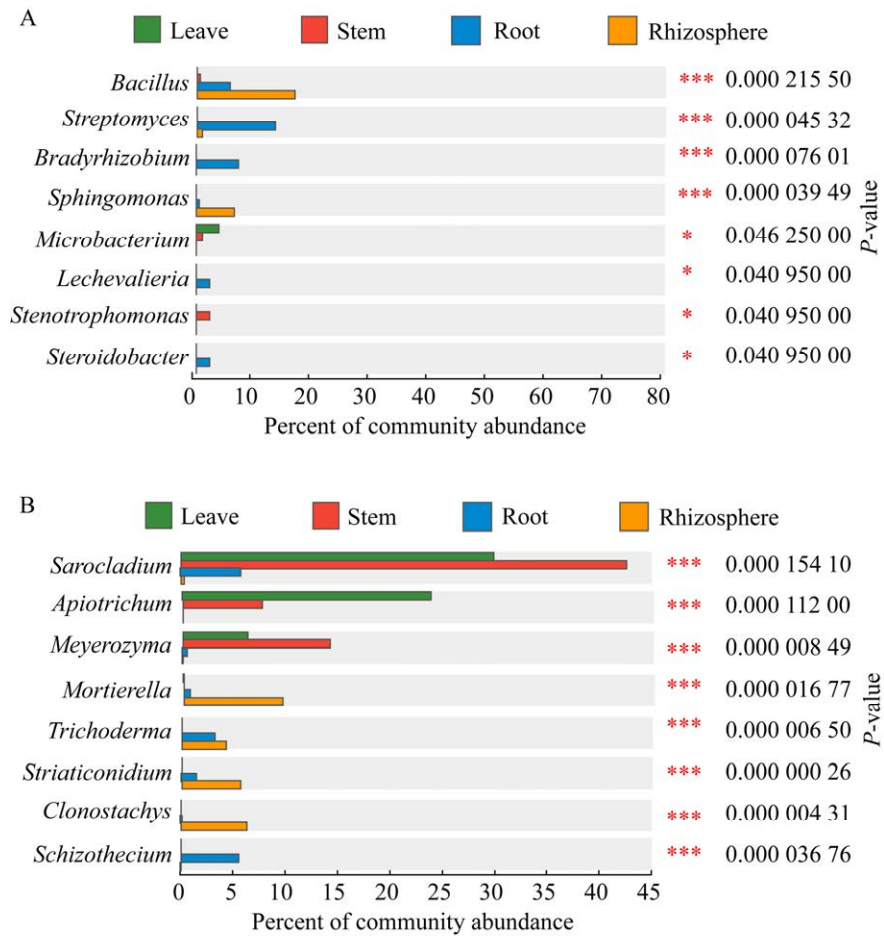 A
Leave Stem Root Rhizosphere
Bacillus *** 0.000 215 50
Streptomyces *** 0.000 045 32
Bradyrhizobium *** 0.000 076 01
Sphingomonas *** 0.000 039 49
Microbacterium * 0.046 250 00
Lechevalieria * 0.040 950 00
Stenotrophomonas * 0.040 950 00
Steroidobacter * 0.040 950 00
P-value
0 10 20 30 40 50 60 70 80
Percent of community abundance
B
Leave Stem Root Rhizosphere
Sarocladium *** 0.000 154 10
Apiotrichum *** 0.000 112 00
Meyerozyma *** 0.000 008 49
Mortierella *** 0.000 016 77
Trichoderma *** 0.000 006 50
Striaticonidium *** 0.000 000 26
Clonostachys *** 0.000 004 31
Schizothecium *** 0.000 036 76
P-value
0 5 10 15 20 25 30 35 40 45
Percent of community abundance